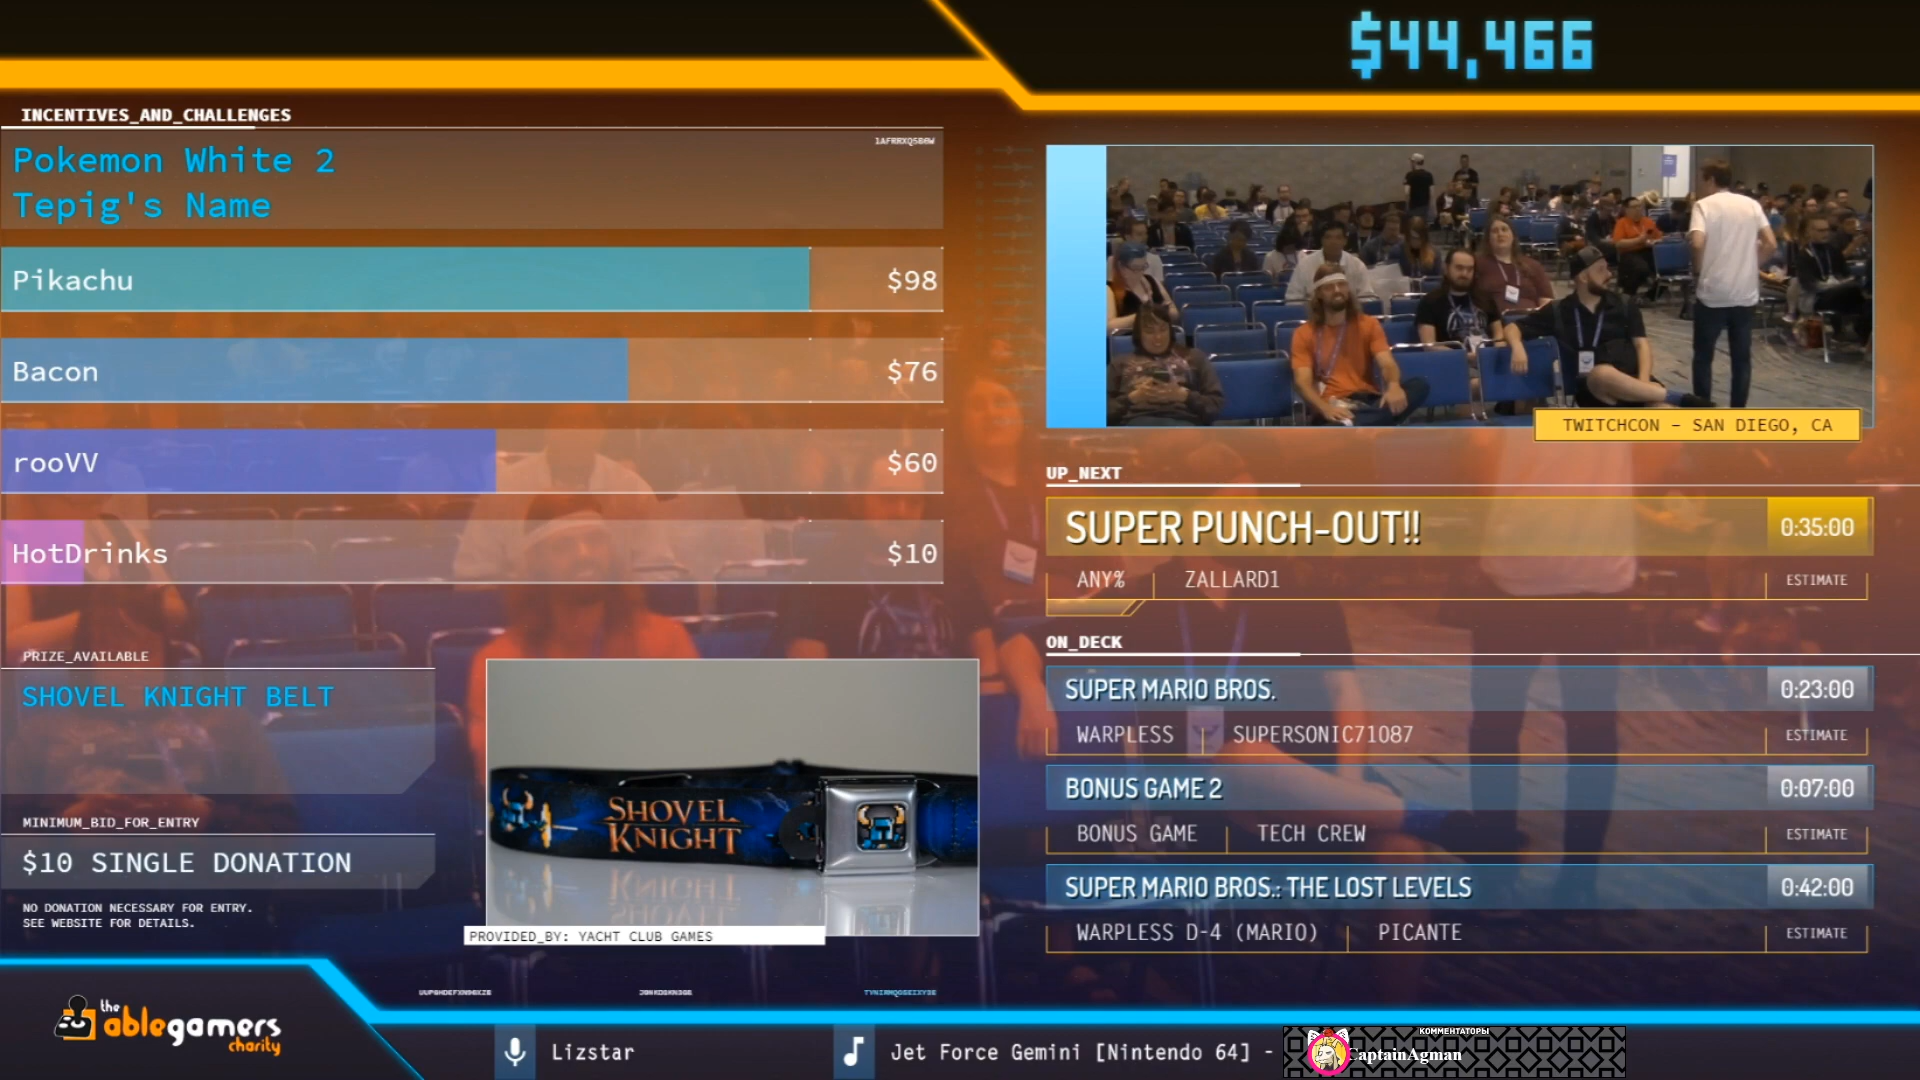 $44,466
INCENTIVES_AND_CHALLENGES
Pokemon White 2
Tepig's Name
Pikachu $98
Bacon $76
rooVV $60
HotDrinks $10
PRIZE_AVAILABLE
SHOVEL KNIGHT BELT
MINIMUM_BID_FOR_ENTRY
$10 SINGLE DONATION
NO DONATION NECESSARY FOR ENTRY.
SEE WEBSITE FOR DETAILS.
SHOVEL
KNIGHT
PROVIDED_BY: YACHT CLUB GAMES
TWITCHCON - SAN DIEGO, CA
UP_NEXT
SUPER PUNCH-OUT!! 0:35:00
ANY% ZALLARD1 ESTIMATE
ON_DECK
SUPER MARIO BROS. 0:23:00
WARPLESS SUPERSONIC71087 ESTIMATE
BONUS GAME 2 0:07:00
BONUS GAME TECH CREW ESTIMATE
SUPER MARIO BROS.: THE LOST LEVELS 0:42:00
WARPLESS D-4 (MARIO) PICANTE ESTIMATE
the
ablegamers
charity
Lizstar
Jet Force Gemini [Nintendo 64] -
КОММЕНТАТОРЫ
CaptainAgman